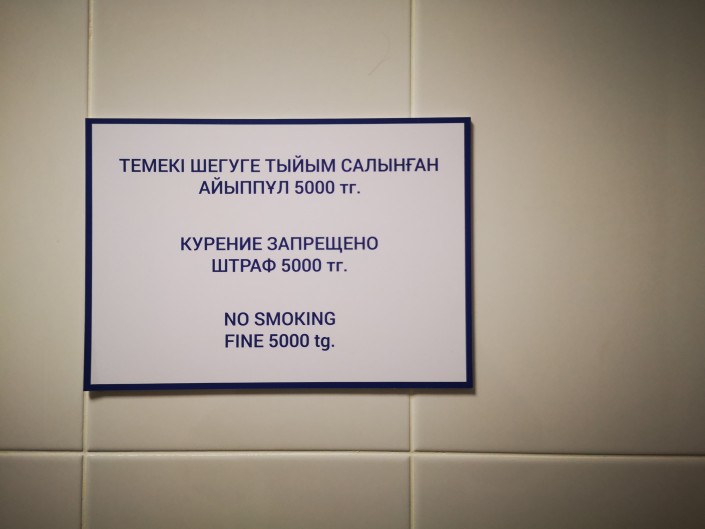 ТЕМЕКІ ШЕГУГЕ ТЫЙЫМ САЛЫНҒАН
АЙЫППҰЛ 5000 тг.
КУРЕНИЕ ЗАПРЕЩЕНО
ШТРАФ 5000 тг.
NO SMOKING
FINE 5000 tg.